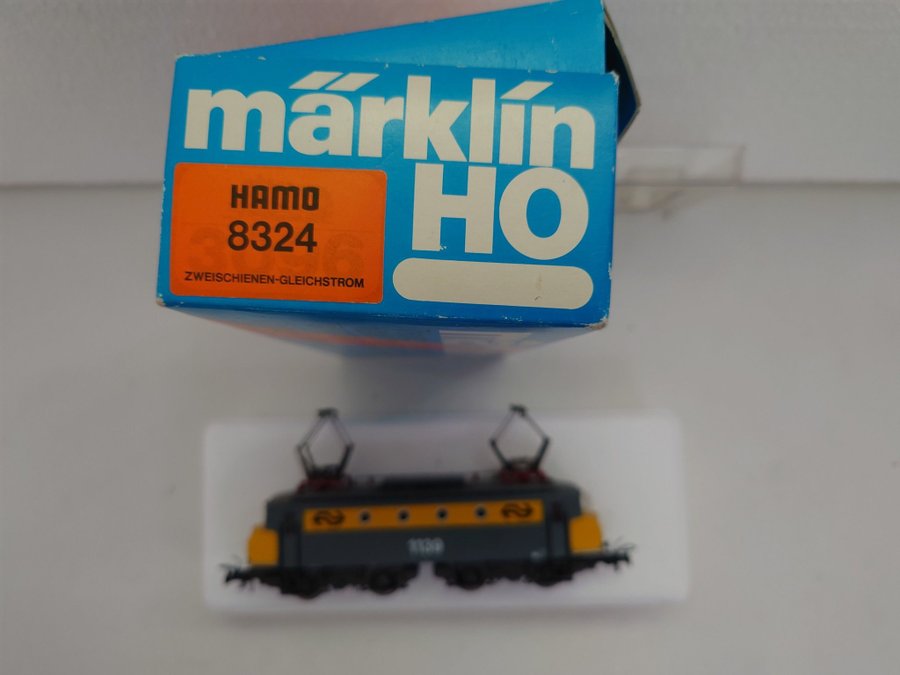 märklin
HO
HAMO
8324
ZWEISCHIENEN-GLEICHSTROM